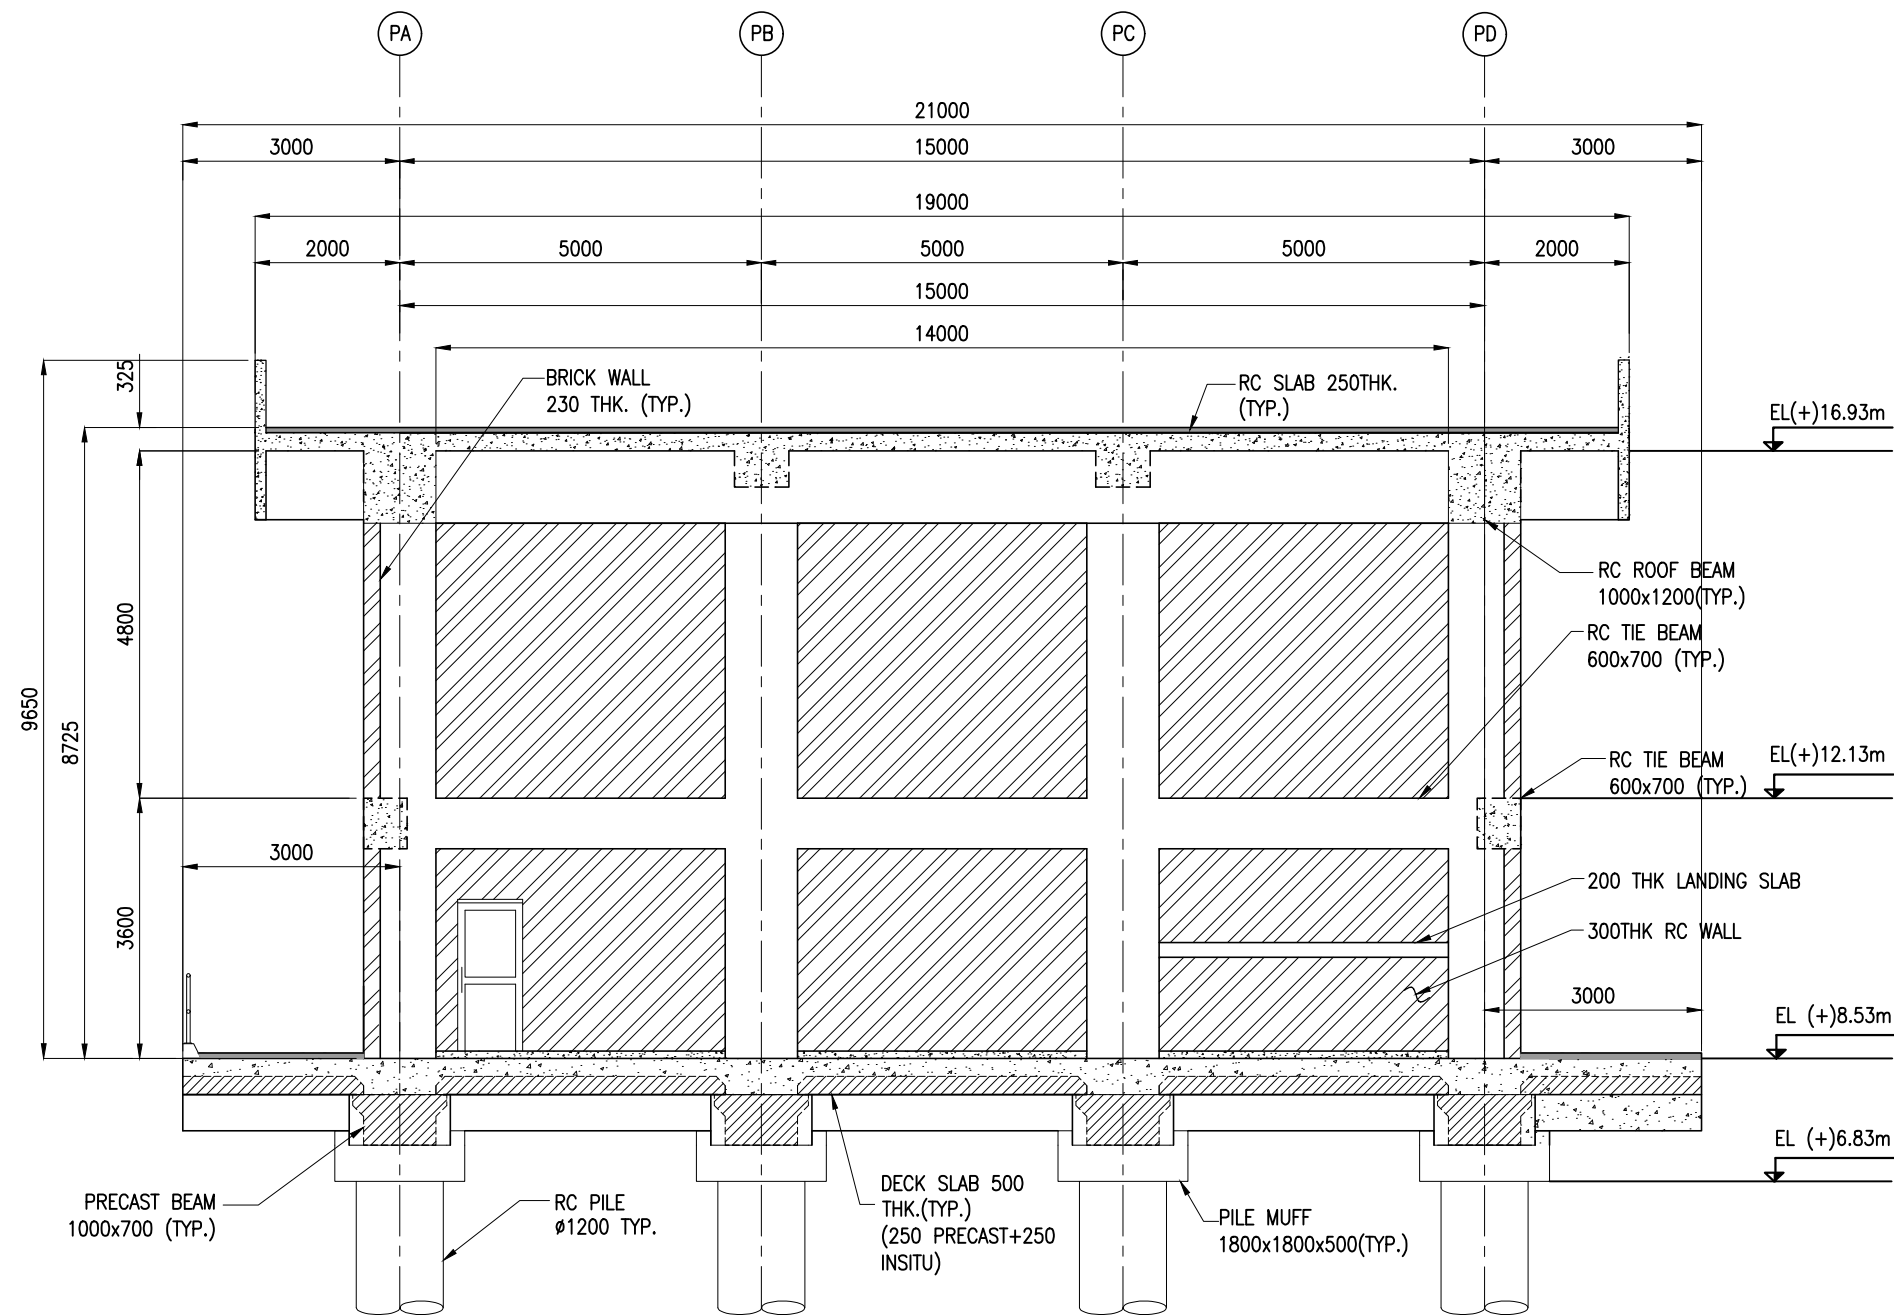 PA
PB
PC
PD
21000
3000
15000
3000
19000
2000
5000
5000
5000
2000
15000
14000
325
BRICK WALL
230 THK. (TYP.)
RC SLAB 250THK.
(TYP.)
EL(+)16.93m
4800
RC ROOF BEAM
1000x1200(TYP.)
RC TIE BEAM
600x700 (TYP.)
9650
8725
RC TIE BEAM
600x700 (TYP.)
EL(+)12.13m
3000
3600
200 THK LANDING SLAB
300THK RC WALL
3000
EL (+)8.53m
EL (+)6.83m
PRECAST BEAM
1000x700 (TYP.)
RC PILE
ø1200 TYP.
DECK SLAB 500
THK.(TYP.)
(250 PRECAST+250
INSITU)
PILE MUFF
1800x1800x500(TYP.)